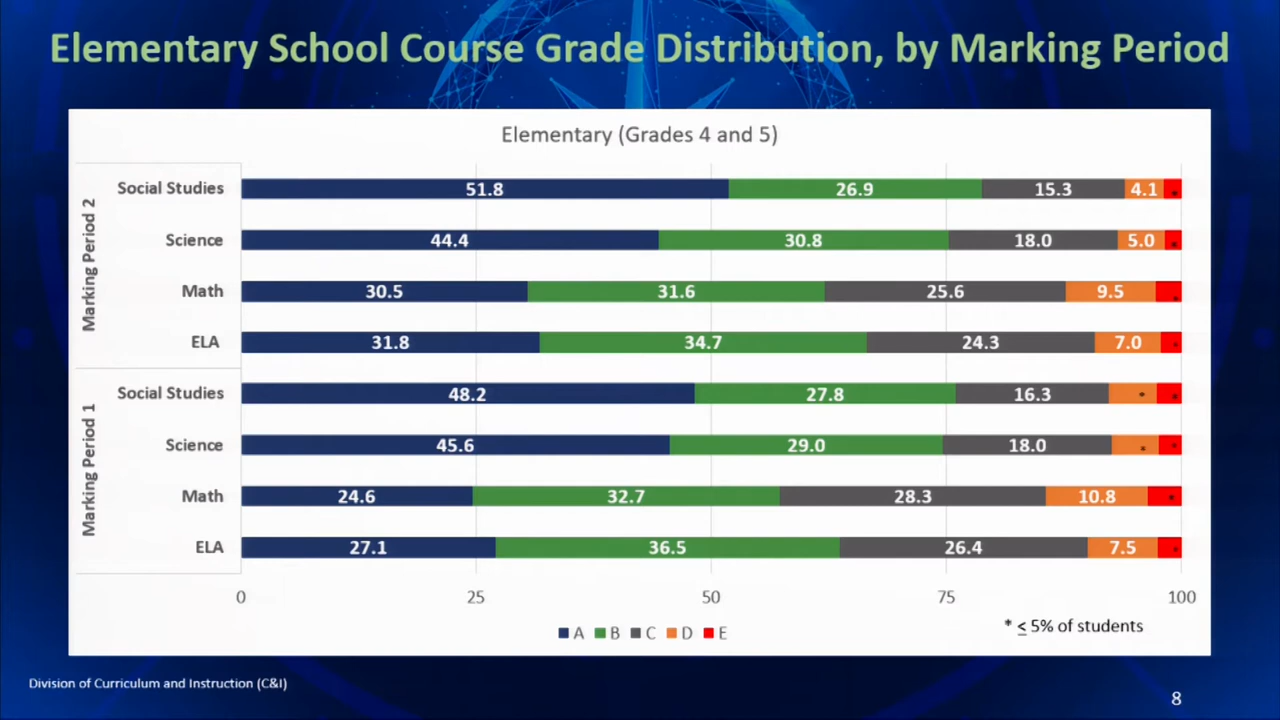 Elementary School Course Grade Distribution, by Marking Period
Elementary (Grades 4 and 5)
Marking Period 2
Social Studies 51.8 26.9 15.3 4.1 *
Science 44.4 30.8 18.0 5.0 *
Math 30.5 31.6 25.6 9.5 *
ELA 31.8 34.7 24.3 7.0 *
Marking Period 1
Social Studies 48.2 27.8 16.3 * *
Science 45.6 29.0 18.0 * *
Math 24.6 32.7 28.3 10.8 *
ELA 27.1 36.5 26.4 7.5 *
0 25 50 75 100
A B C D E
* ≤ 5% of students
Division of Curriculum and Instruction (C&I)
8